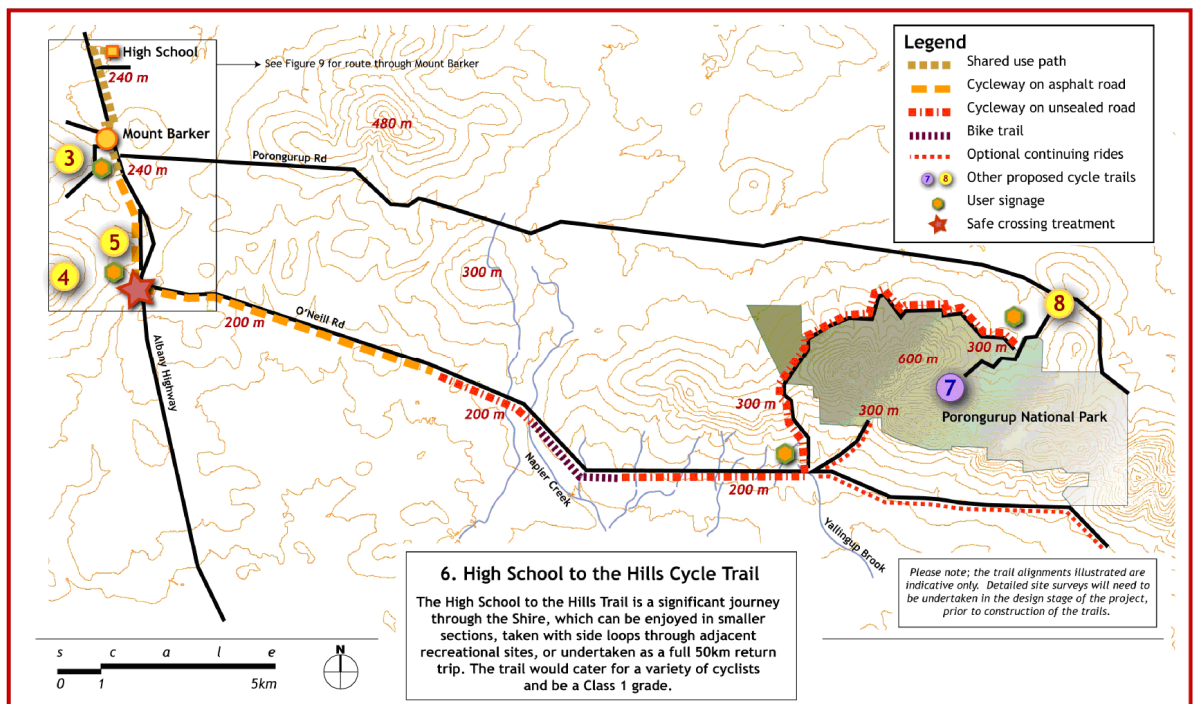 High School
240 m
See Figure 9 for route through Mount Barker
480 m
Mount Barker
3
240 m
Porongurup Rd
5
4
300 m
200 m
O'Neill Rd
Albany Highway
200 m
Napier Creek
200 m
300 m
300 m
600 m
300 m
8
7
Porongurup National Park
Yallingup Brook
Legend
Shared use path
Cycleway on asphalt road
Cycleway on unsealed road
Bike trail
Optional continuing rides
7 8 Other proposed cycle trails
User signage
Safe crossing treatment
6. High School to the Hills Cycle Trail
The High School to the Hills Trail is a significant journey
through the Shire, which can be enjoyed in smaller
sections, taken with side loops through adjacent
recreational sites, or undertaken as a full 50km return
trip. The trail would cater for a variety of cyclists
and be a Class 1 grade.
Please note; the trail alignments illustrated are
indicative only. Detailed site surveys will need to
be undertaken in the design stage of the project,
prior to construction of the trails.
s c a l e
0 1 5km
N